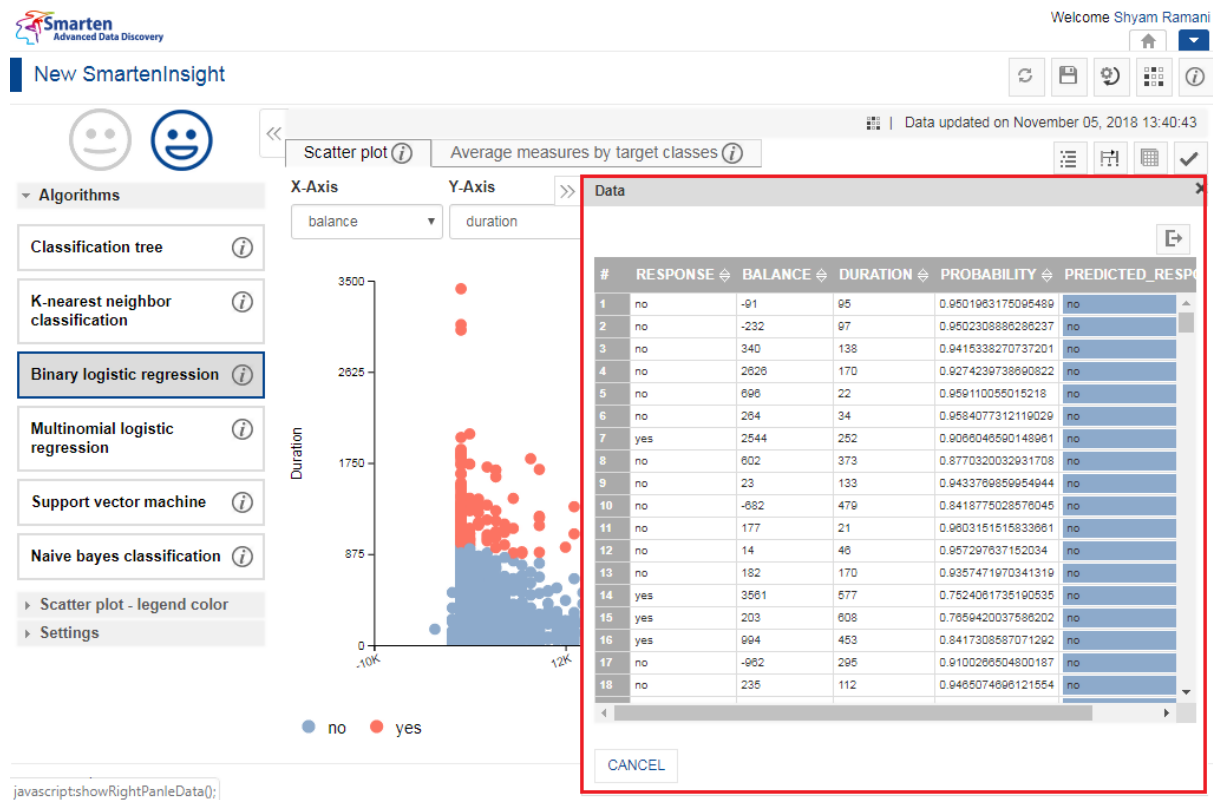 Smarten
Advanced Data Discovery
Welcome Shyam Ramani
New SmartenInsight
Data updated on November 05, 2018 13:40:43
Scatter plot
Average measures by target classes
Algorithms
Classification tree
K-nearest neighbor
classification
Binary logistic regression
Multinomial logistic
regression
Support vector machine
Naive bayes classification
Scatter plot - legend color
Settings
X-Axis Y-Axis
balance duration
3500
2625
1750
875
0
Duration
-10K 12K
no yes
Data
# RESPONSE BALANCE DURATION PROBABILITY PREDICTED_RESPO
1 no -91 95 0.9501963175095489 no
2 no -232 97 0.9502308886286237 no
3 no 340 138 0.9415338270737201 no
4 no 2626 170 0.9274239738690822 no
5 no 696 22 0.959110055015218 no
6 no 264 34 0.9584077312119029 no
7 yes 2544 252 0.9066046590148961 no
8 no 602 373 0.8770320032931708 no
9 no 23 133 0.9433769859954944 no
10 no -682 479 0.8418775028576045 no
11 no 177 21 0.9603151515833661 no
12 no 14 46 0.957297637152034 no
13 no 182 170 0.9357471970341319 no
14 yes 3561 577 0.7524061735190535 no
15 yes 203 608 0.7659420037586202 no
16 yes 994 453 0.8417308587071292 no
17 no -962 295 0.9100266504800187 no
18 no 235 112 0.9465074696121554 no
CANCEL
javascript:showRightPanleData();